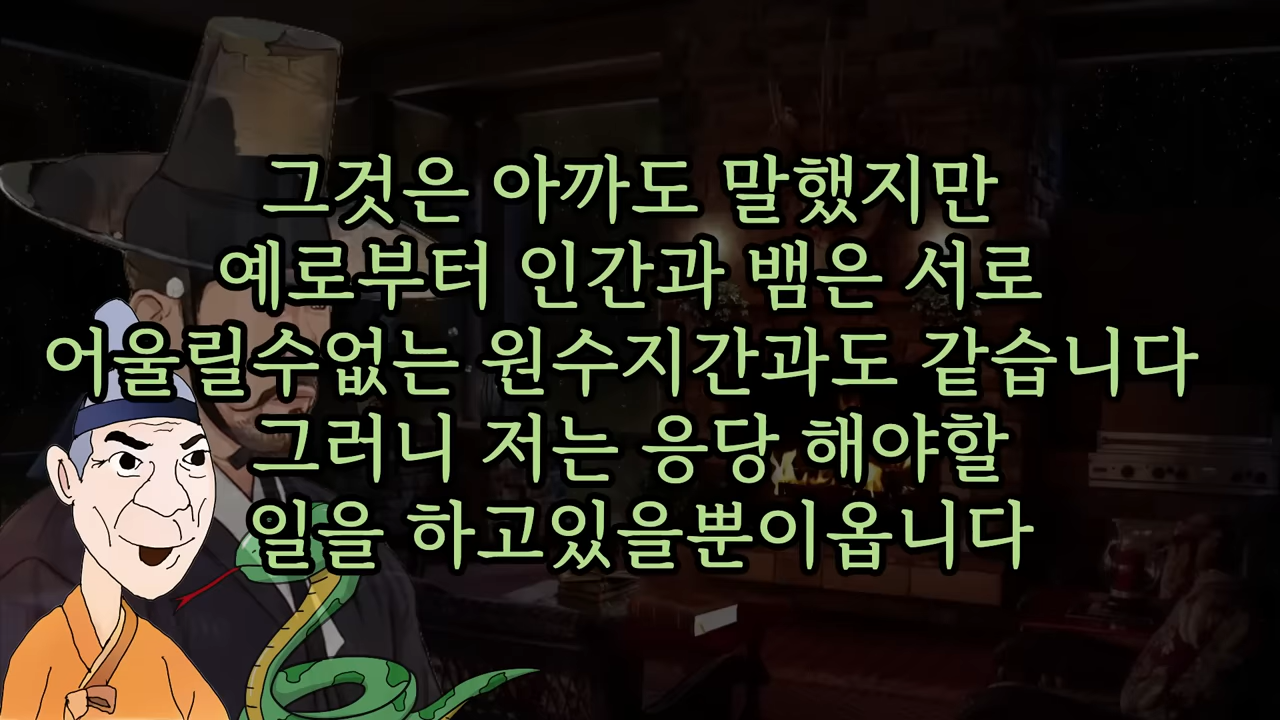 그것은 아까도 말했지만
예로부터 인간과 뱀은 서로
어울릴수없는 원수지간과도 같습니다
그러니 저는 응당 해야할
일을 하고있을뿐이옵니다